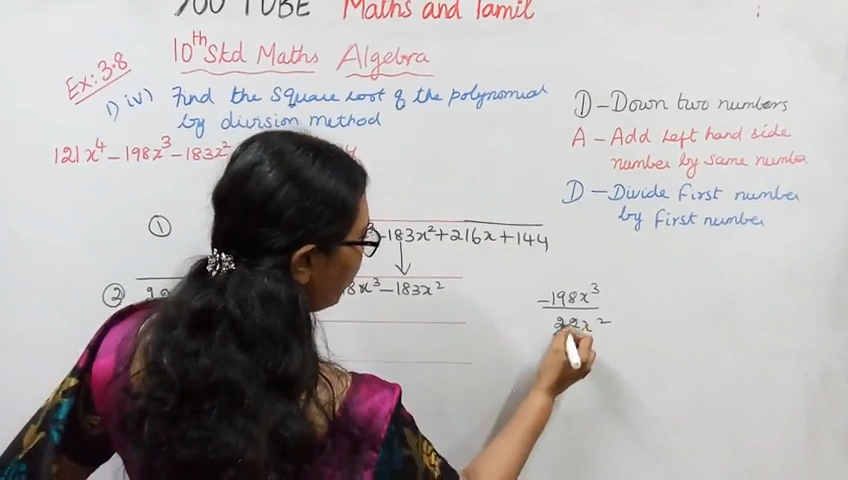 YOU TUBE Maths and Tamil
10th Std Maths Algebra
Ex: 3.8
1) iv) Find the Square root of the polynomial
by division method
121x⁴ - 198x³ - 183x²
D - Down two numbers
A - Add Left hand side
number by same number
D - Divide First number
by First number
① -183x² + 216x + 144
② 8x³ - 183x²
-198x³
22x²